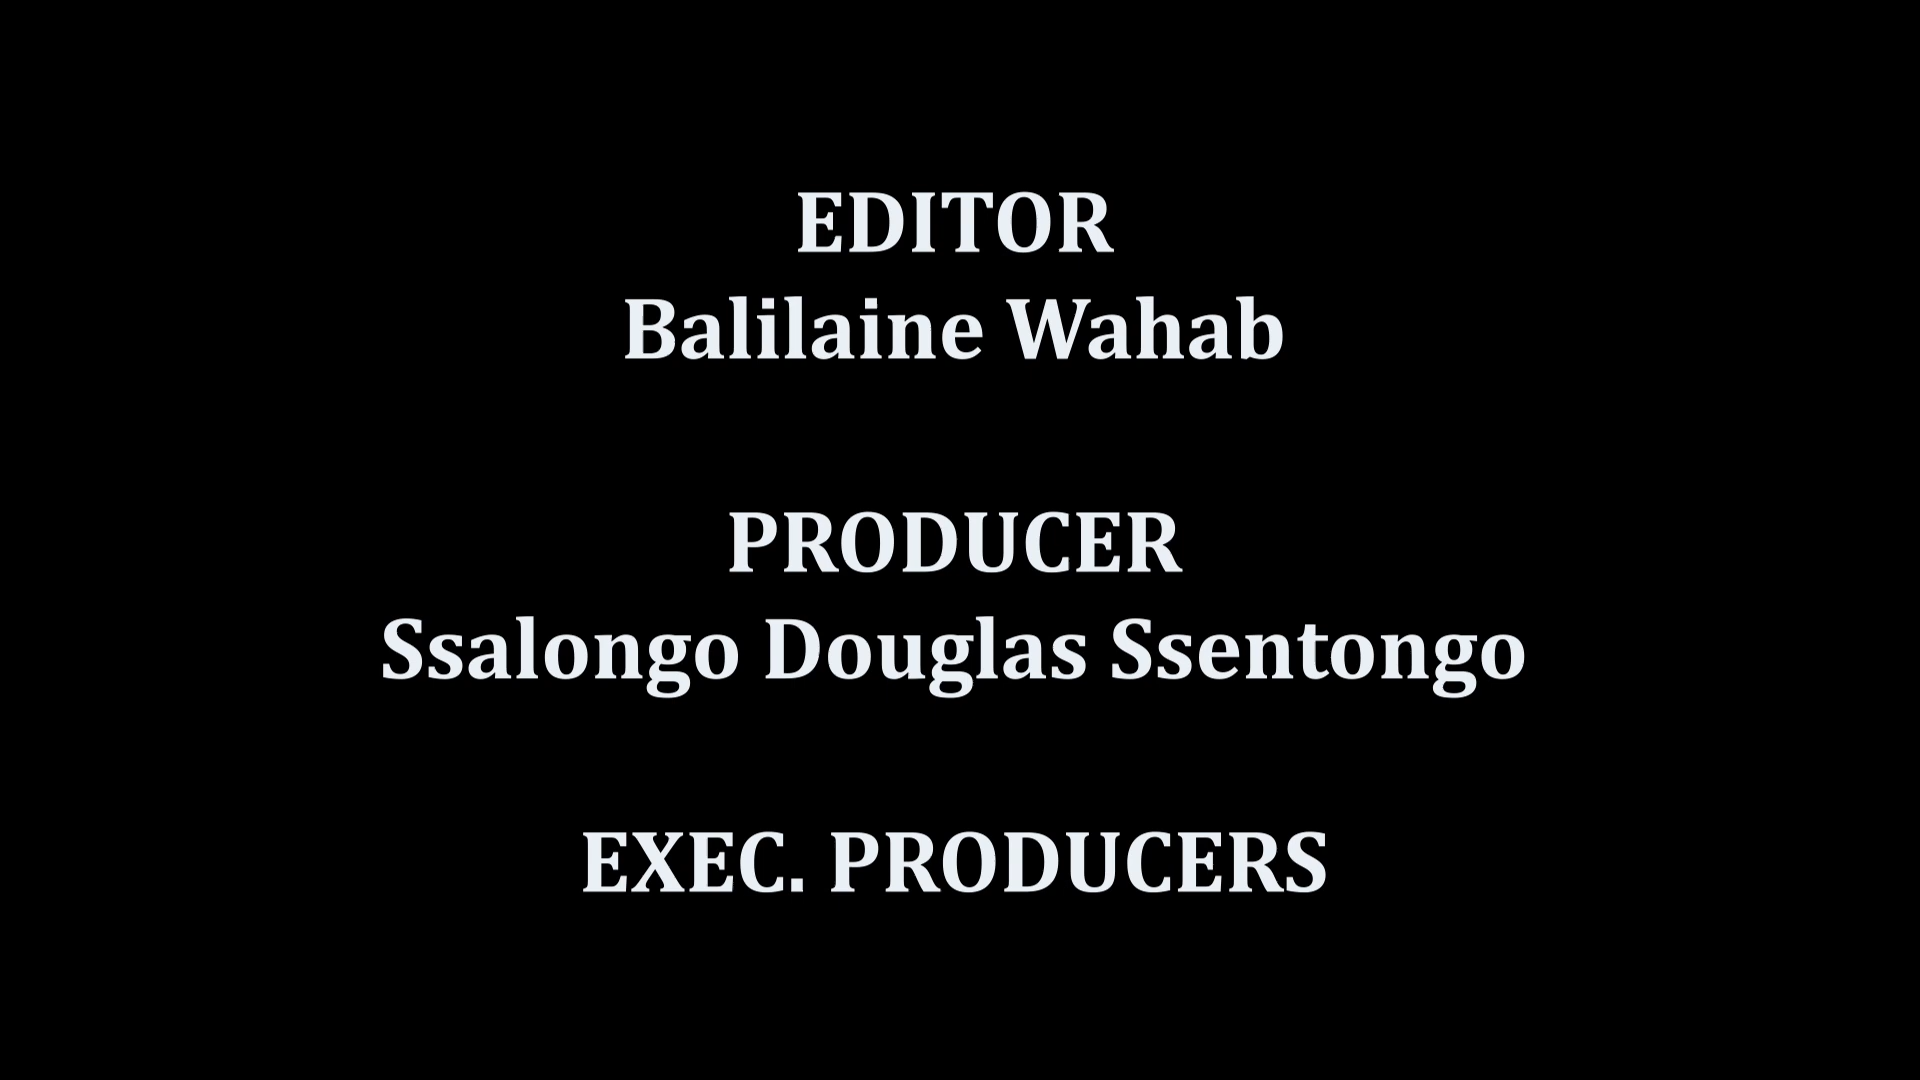 EDITOR
Balilaine Wahab
PRODUCER
Ssalongo Douglas Ssentongo
EXEC. PRODUCERS